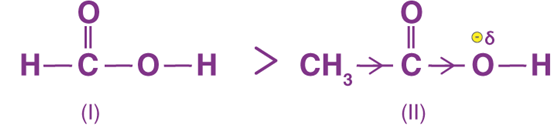 O O ⊖δ
H—C—O—H > CH₃→C→O—H
(I) (II)